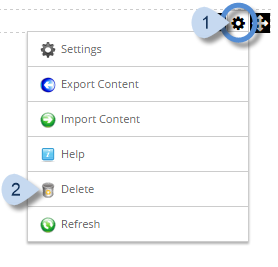 1
Settings
Export Content
Import Content
Help
2
Delete
Refresh